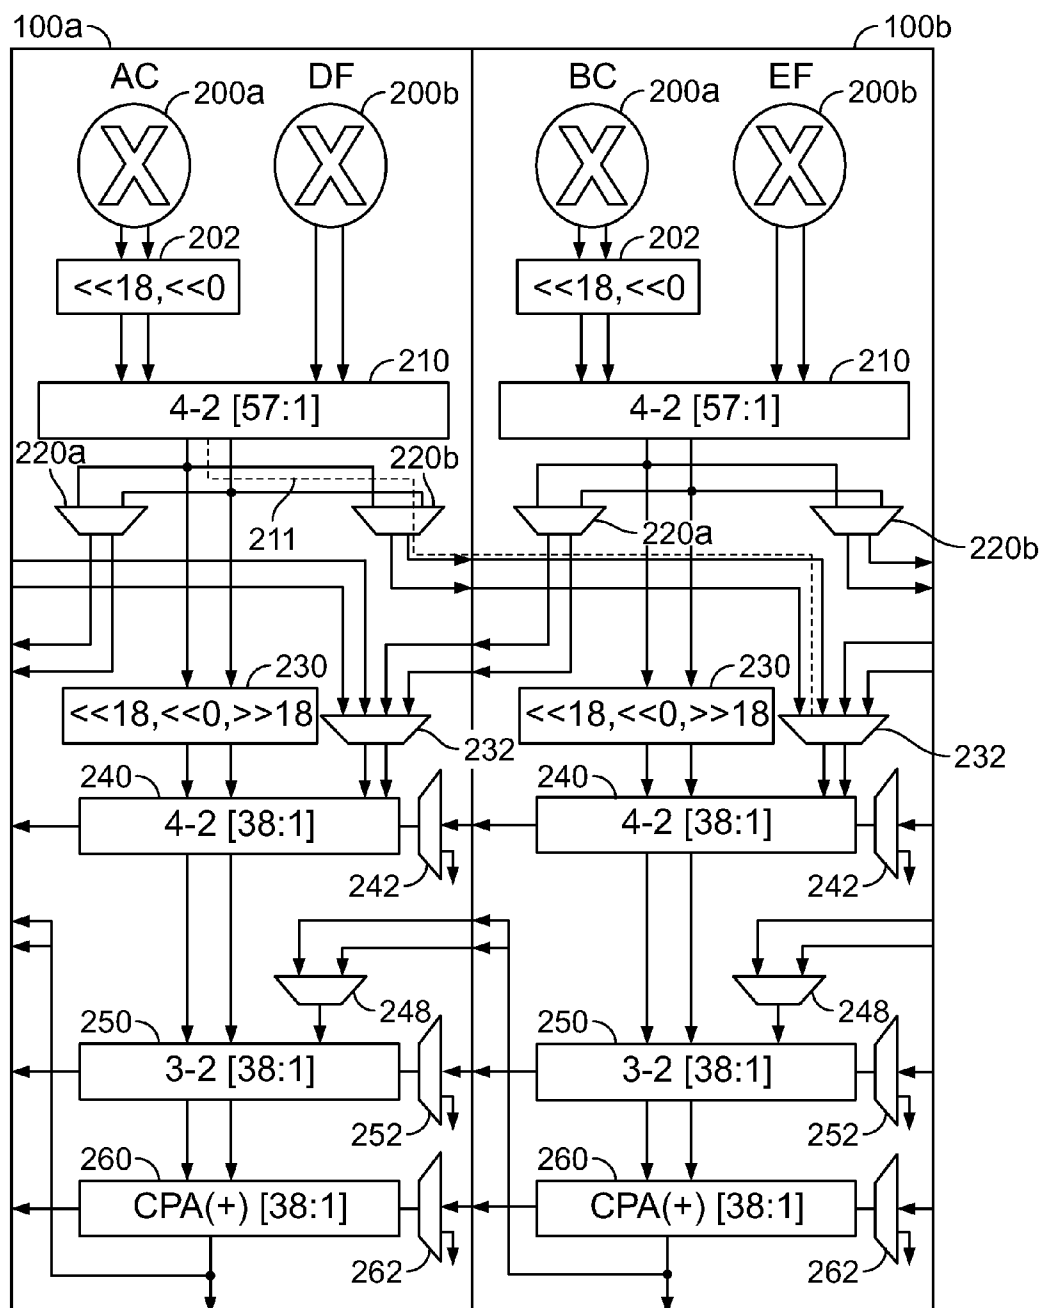 100a
100b
AC
DF
BC
EF
200a
200b
200a
200b
X
X
X
X
202
202
<<18,<<0
<<18,<<0
210
210
4-2 [57:1]
4-2 [57:1]
220a
220b
211
220a
220b
230
230
<<18,<<0,>>18
<<18,<<0,>>18
232
232
240
240
4-2 [38:1]
4-2 [38:1]
242
242
248
248
250
250
3-2 [38:1]
3-2 [38:1]
252
252
260
260
CPA(+) [38:1]
CPA(+) [38:1]
262
262